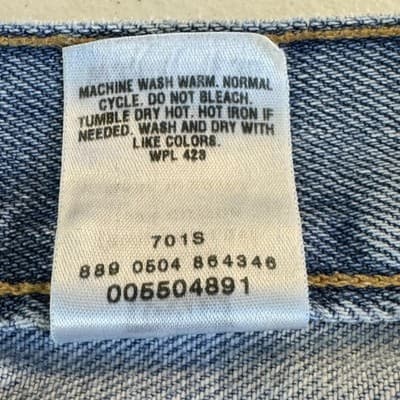 MACHINE WASH WARM. NORMAL
CYCLE. DO NOT BLEACH.
TUMBLE DRY HOT. HOT IRON IF
NEEDED. WASH AND DRY WITH
LIKE COLORS.
WPL 423
701S
889 0504 864346
005504891